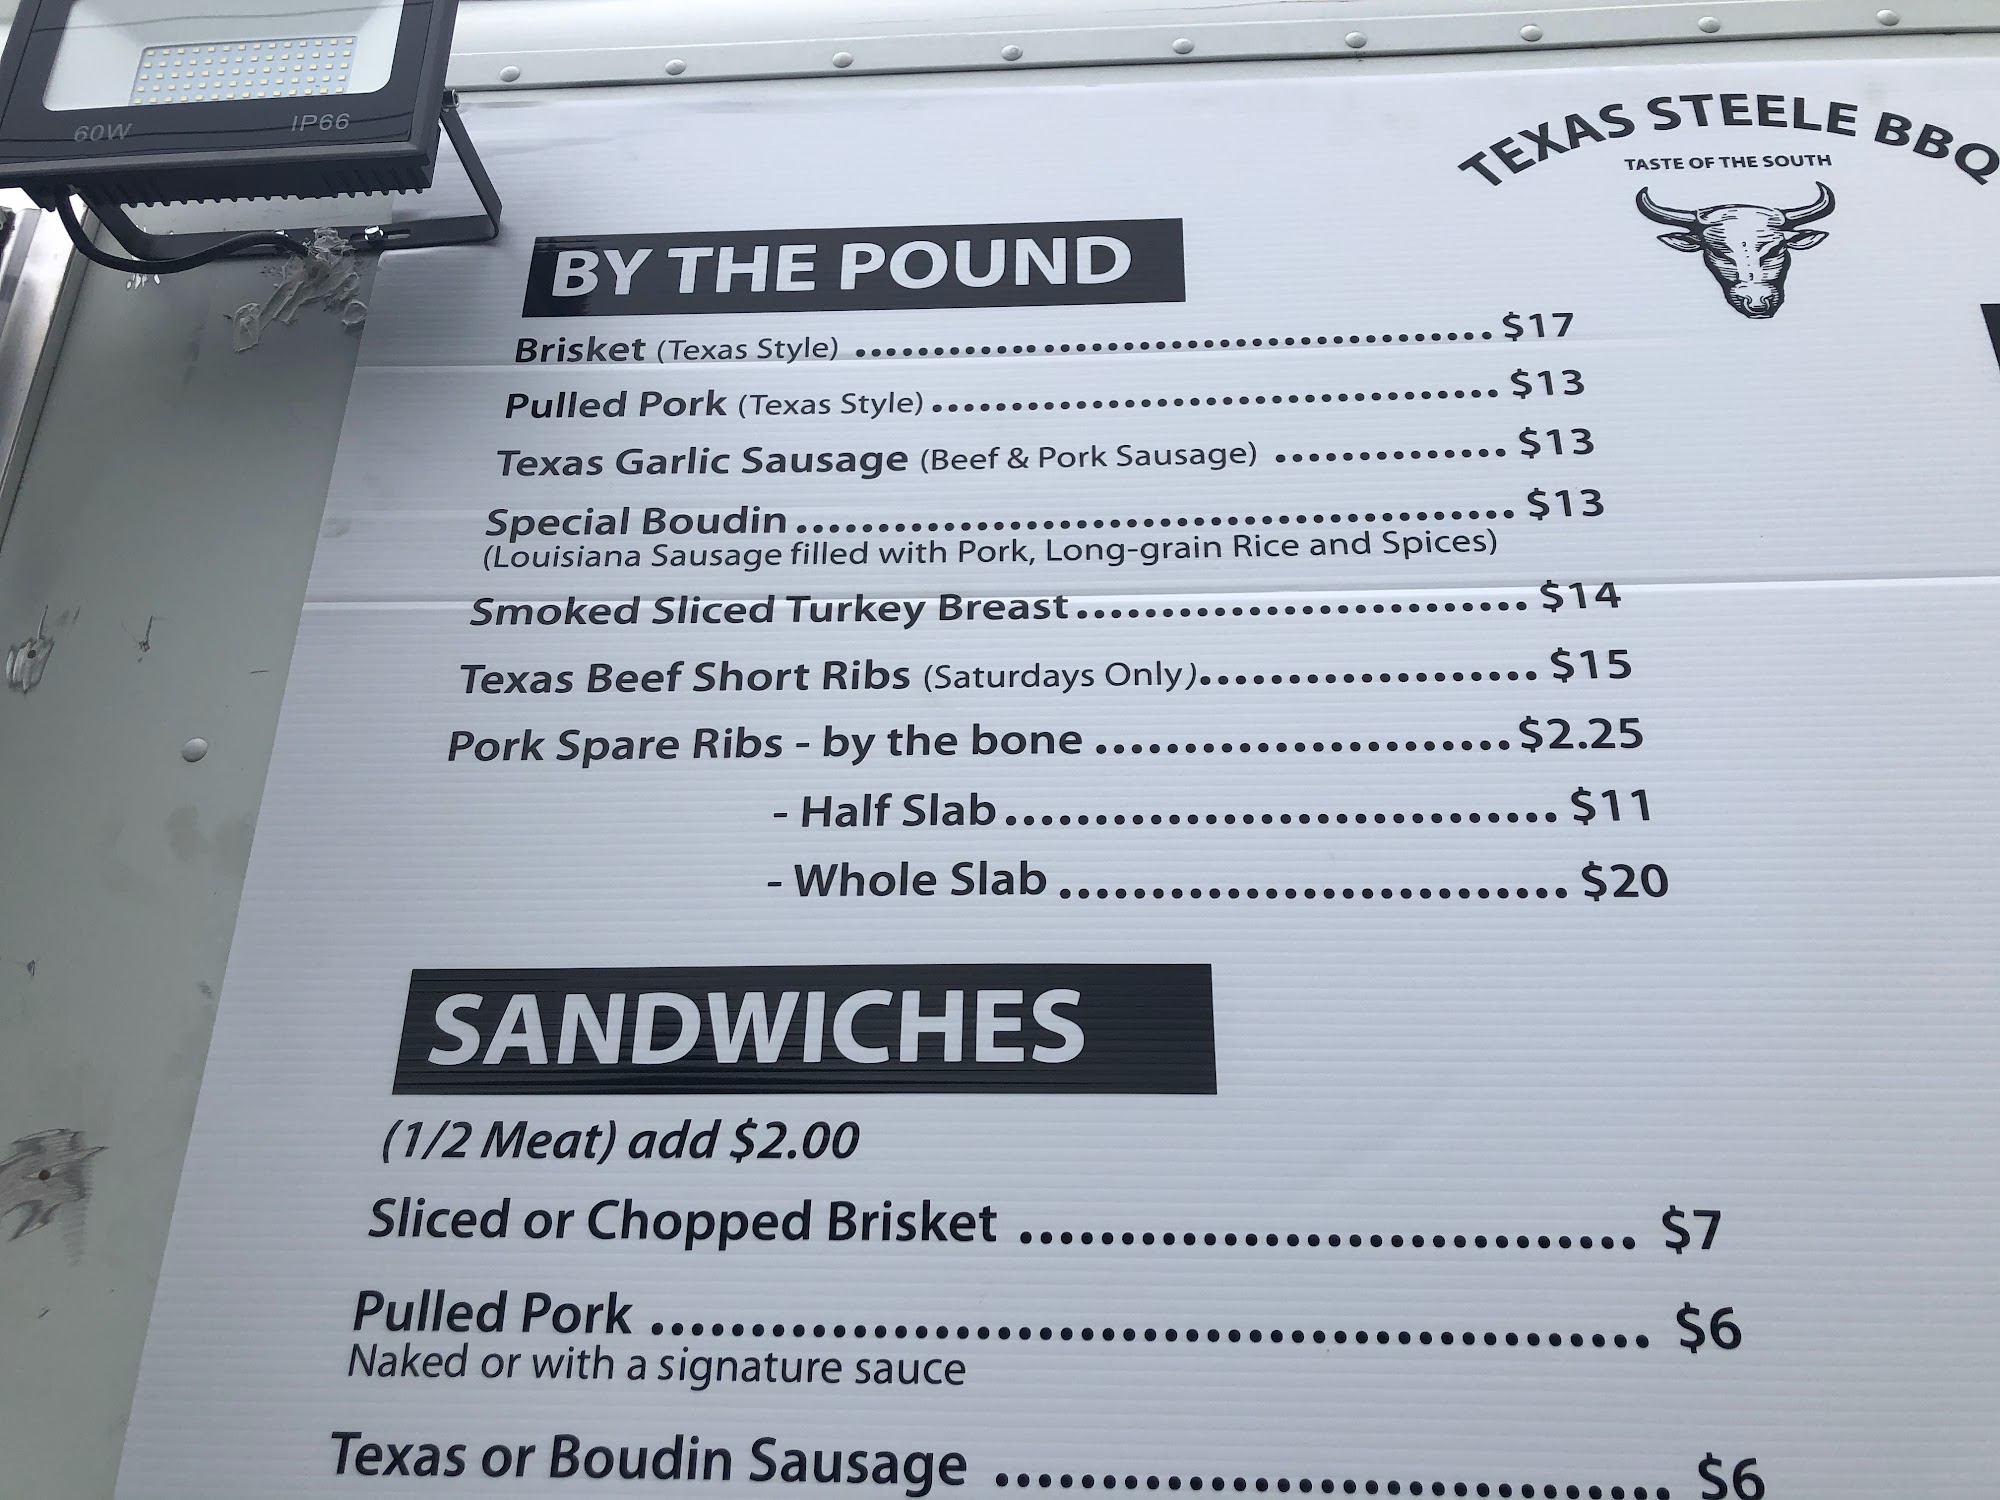 60W IP66
TEXAS STEELE BBQ
TASTE OF THE SOUTH
BY THE POUND
Brisket (Texas Style) ........................................ $17
Pulled Pork (Texas Style) ................................... $13
Texas Garlic Sausage (Beef & Pork Sausage) .............. $13
Special Boudin ........................................ $13
(Louisiana Sausage filled with Pork, Long-grain Rice and Spices)
Smoked Sliced Turkey Breast ........................... $14
Texas Beef Short Ribs (Saturdays Only) ................... $15
Pork Spare Ribs - by the bone ....................... $2.25
- Half Slab .............................. $11
- Whole Slab ........................... $20
SANDWICHES
(1/2 Meat) add $2.00
Sliced or Chopped Brisket .............................. $7
Pulled Pork ............................................... $6
Naked or with a signature sauce
Texas or Boudin Sausage ................................ $6